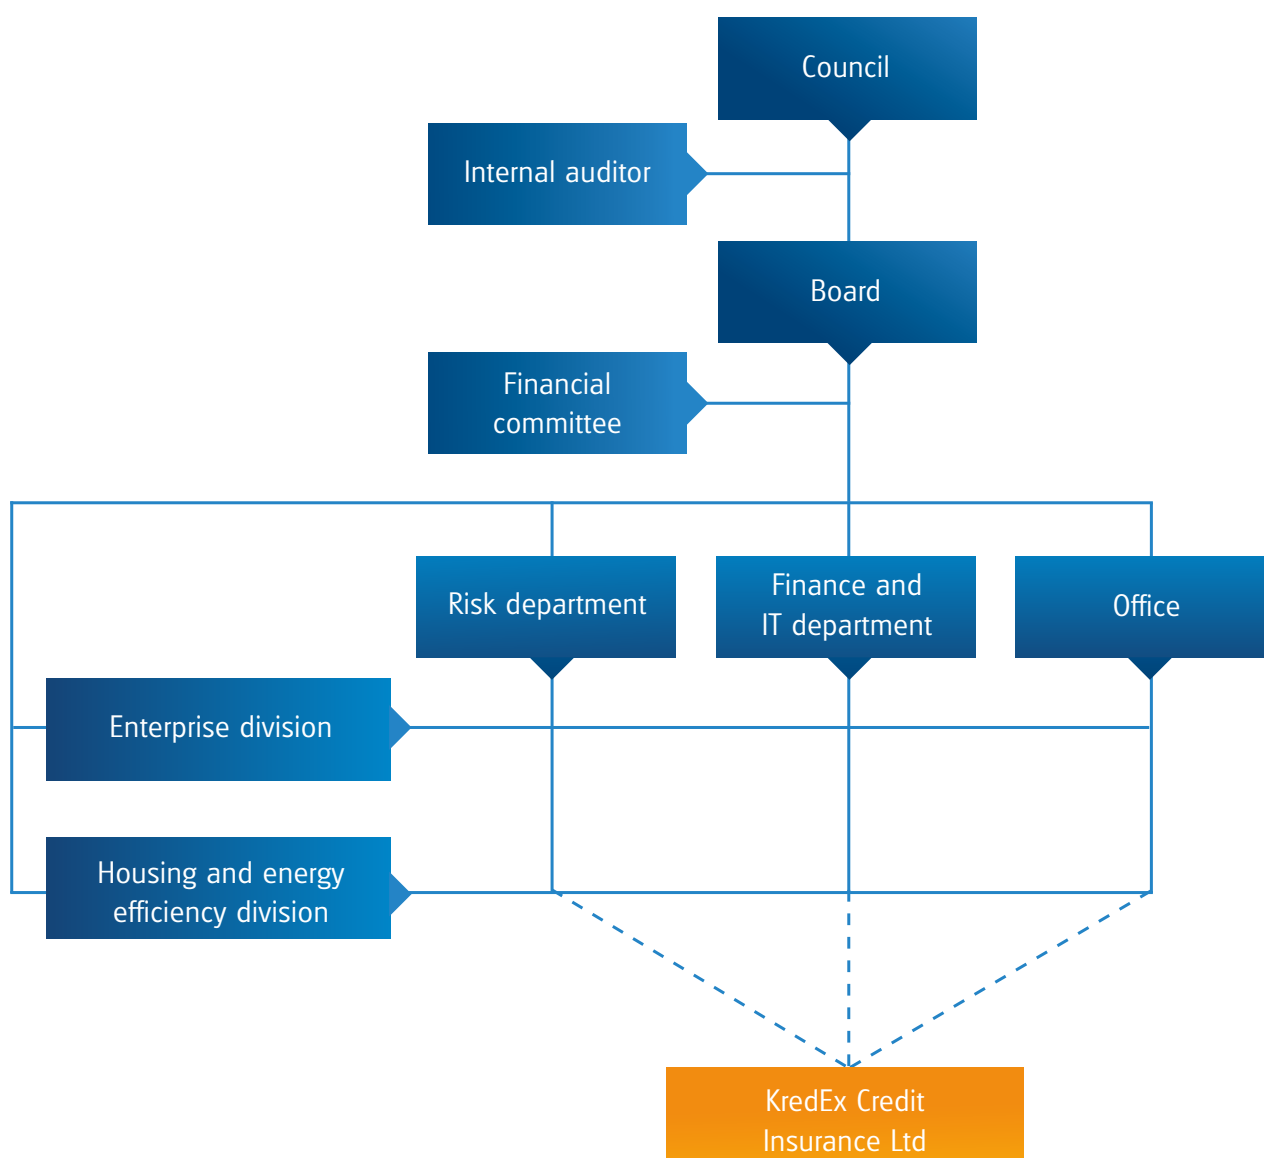 Council
Internal auditor
Board
Financial
committee
Risk department
Finance and
IT department
Office
Enterprise division
Housing and energy
efficiency division
KredEx Credit
Insurance Ltd